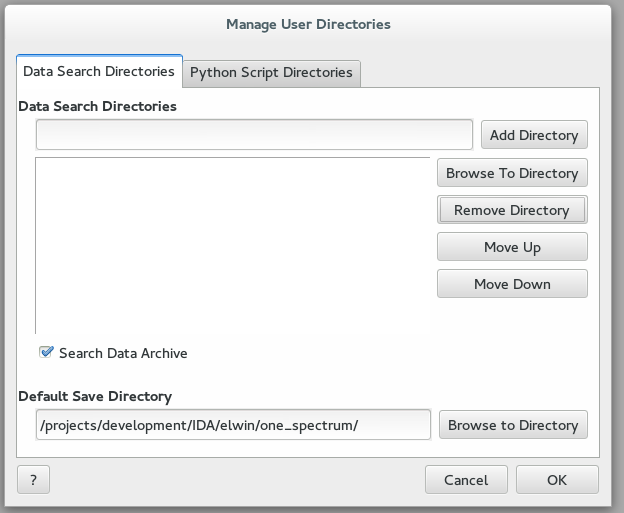 Manage User Directories
Data Search Directories
Python Script Directories
Data Search Directories
Add Directory
Browse To Directory
Remove Directory
Move Up
Move Down
Search Data Archive
Default Save Directory
/projects/development/IDA/elwin/one_spectrum/
Browse to Directory
?
Cancel
OK